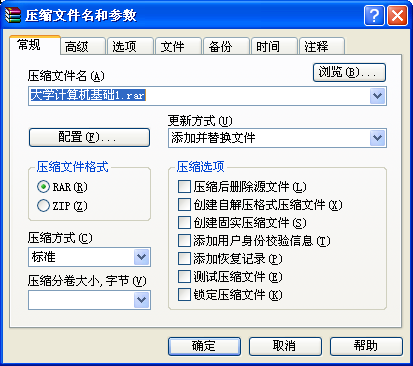 压缩文件名和参数
常规 高级 选项 文件 备份 时间 注释
压缩文件名(A)
浏览(B)...
大学计算机基础1.rar
更新方式(U)
配置(F)...
添加并替换文件
压缩文件格式
RAR(R)
ZIP(Z)
压缩方式(C)
标准
压缩分卷大小,字节(V)
压缩选项
压缩后删除源文件(L)
创建自解压格式压缩文件(X)
创建固实压缩文件(S)
添加用户身份校验信息(T)
添加恢复记录(P)
测试压缩文件(E)
锁定压缩文件(K)
确定 取消 帮助